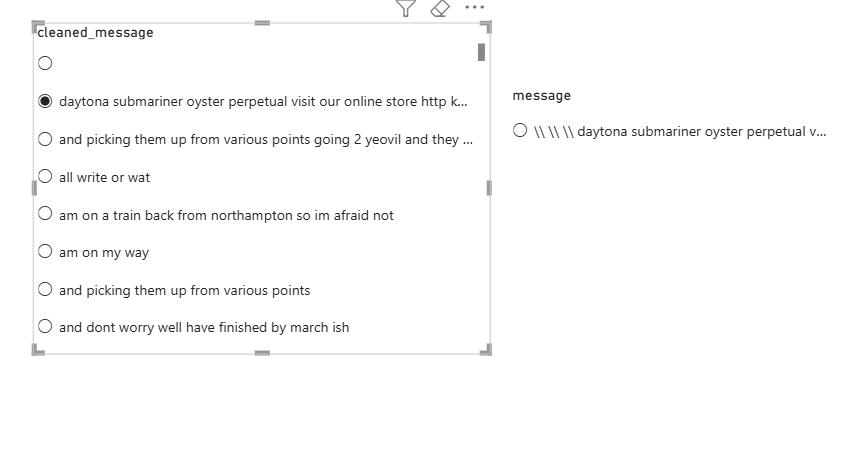 cleaned_message
daytona submariner oyster perpetual visit our online store http k...
and picking them up from various points going 2 yeovil and they ...
all write or wat
am on a train back from northampton so im afraid not
am on my way
and picking them up from various points
and dont worry well have finished by march ish
message
\\ \\ \\ daytona submariner oyster perpetual v...